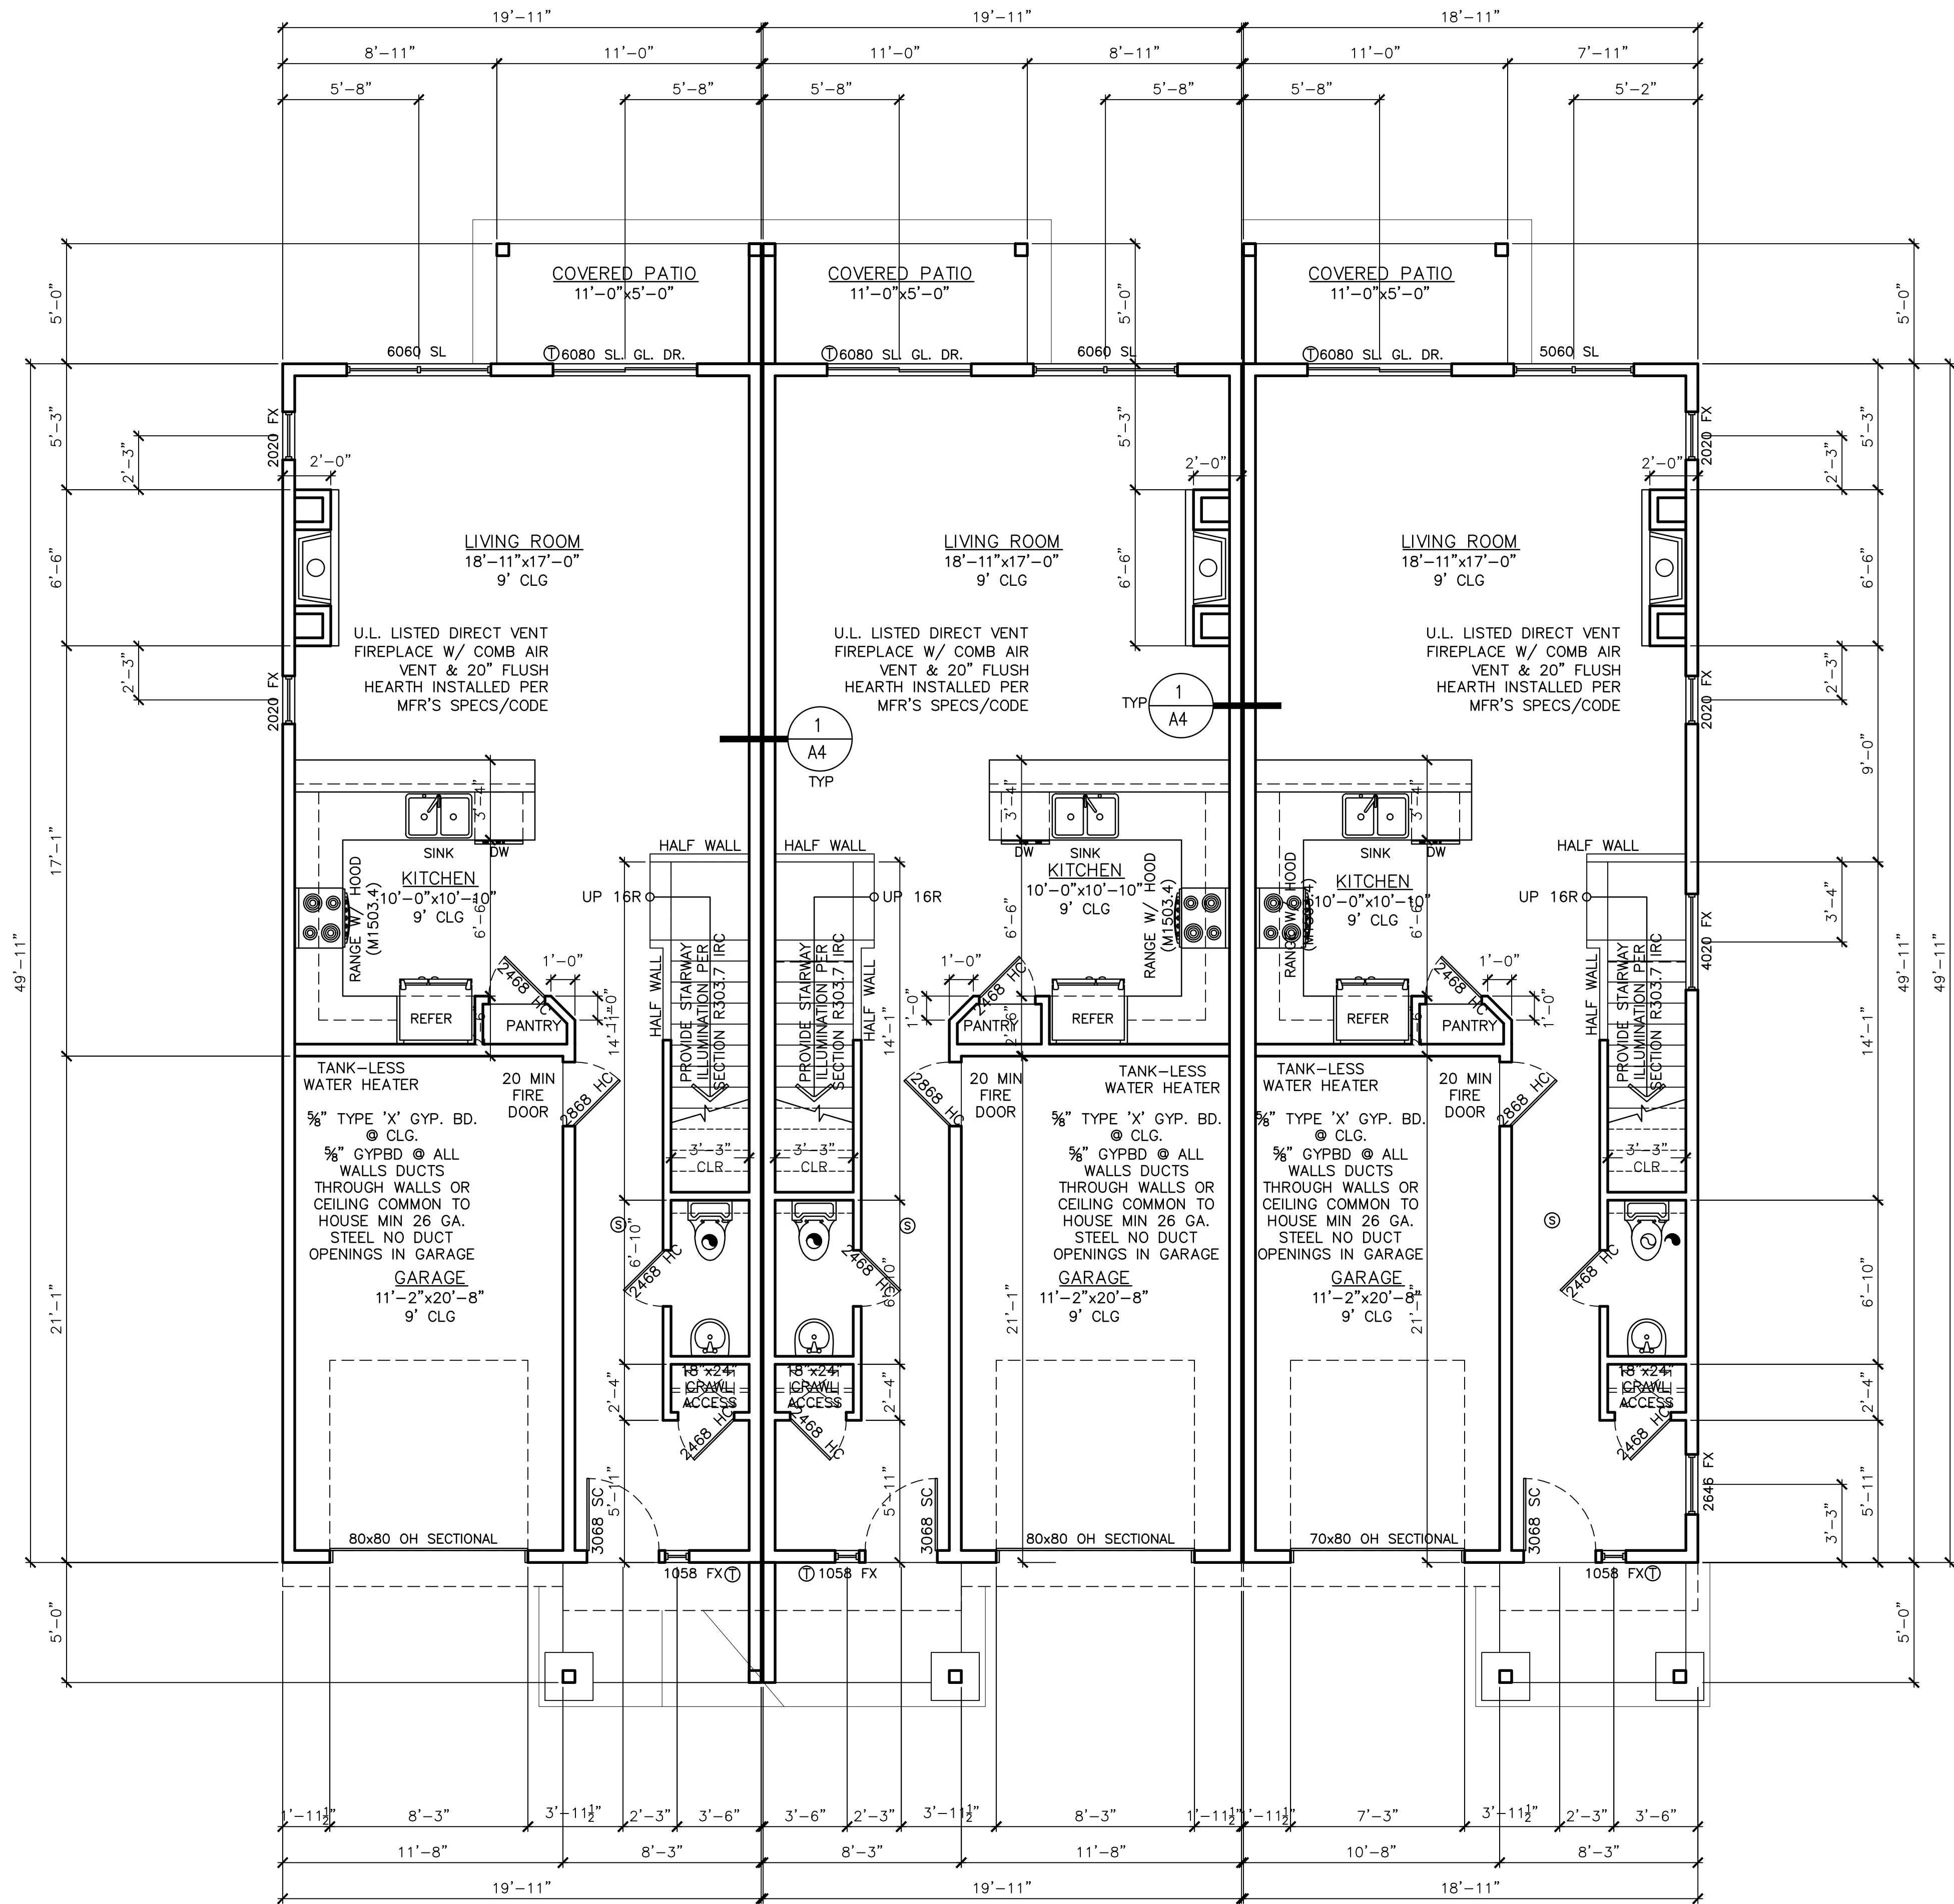 19'-11" 19'-11" 18'-11"
8'-11" 11'-0" 11'-0" 8'-11" 11'-0" 7'-11"
5'-8" 5'-8" 5'-8" 5'-8" 5'-8" 5'-2"
COVERED PATIO
11'-0"x5'-0"
COVERED PATIO
11'-0"x5'-0"
COVERED PATIO
11'-0"x5'-0"
5'-0" 5'-0" 5'-0"
6060 SL Ⓣ6080 SL. GL. DR. Ⓣ6080 SL. GL. DR. 6060 SL Ⓣ6080 SL. GL. DR. 5060 SL
2020 FX
2020 FX
5'-3"
2'-3"
2'-0"
5'-3"
2'-0"
2'-0"
2020 FX
2'-3"
5'-3"
LIVING ROOM
18'-11"x17'-0"
9' CLG
LIVING ROOM
18'-11"x17'-0"
9' CLG
LIVING ROOM
18'-11"x17'-0"
9' CLG
6'-6"
6'-6"
6'-6"
U.L. LISTED DIRECT VENT
FIREPLACE W/ COMB AIR
VENT & 20" FLUSH
HEARTH INSTALLED PER
MFR'S SPECS/CODE
U.L. LISTED DIRECT VENT
FIREPLACE W/ COMB AIR
VENT & 20" FLUSH
HEARTH INSTALLED PER
MFR'S SPECS/CODE
U.L. LISTED DIRECT VENT
FIREPLACE W/ COMB AIR
VENT & 20" FLUSH
HEARTH INSTALLED PER
MFR'S SPECS/CODE
2'-3"
2'-3"
2020 FX
1
A4
TYP
TYP
1
A4
49'-11"
17'-1"
3'-4"
SINK
DW
KITCHEN
10'-0"x10'-10"
9' CLG
RANGE W/ HOOD
(M1503.4)
6'-6"
REFER
PANTRY
2468 HC
1'-0"
1'-0"
HALF WALL
HALF WALL
UP 16R
UP 16R
HALF WALL
HALF WALL
PROVIDE STAIRWAY
ILLUMINATION PER
SECTION R303.7 IRC
PROVIDE STAIRWAY
ILLUMINATION PER
SECTION R303.7 IRC
14'-1"
14'-1"
3'-4"
DW
SINK
KITCHEN
10'-0"x10'-10"
9' CLG
RANGE W/ HOOD
(M1503.4)
6'-6"
1'-0"
1'-0"
2468 HC
PANTRY
2'-6"
REFER
3'-4"
SINK
DW
KITCHEN
10'-0"x10'-10"
9' CLG
RANGE W/ HOOD
(M1503.4)
6'-6"
REFER
PANTRY
2468 HC
1'-0"
1'-0"
HALF WALL
UP 16R
HALF WALL
PROVIDE STAIRWAY
ILLUMINATION PER
SECTION R303.7 IRC
4020 FX
3'-4"
9'-0"
14'-1"
49'-11"
49'-11"
TANK-LESS
WATER HEATER
20 MIN
FIRE
DOOR
2868 HC
⅝" TYPE 'X' GYP. BD.
@ CLG.
⅝" GYPBD @ ALL
WALLS DUCTS
THROUGH WALLS OR
CEILING COMMON TO
HOUSE MIN 26 GA.
STEEL NO DUCT
OPENINGS IN GARAGE
GARAGE
11'-2"x20'-8"
9' CLG
21'-1"
3'-3"
CLR
3'-3"
CLR
Ⓢ
Ⓢ
6'-10"
6'-10"
2468 HC
2468 HC
18"x24"
CRAWL
ACCESS
18"x24"
CRAWL
ACCESS
2'-4"
2'-4"
2468 HC
2468 HC
5'-11"
5'-11"
2868 HC
20 MIN
FIRE
DOOR
TANK-LESS
WATER HEATER
⅝" TYPE 'X' GYP. BD.
@ CLG.
⅝" GYPBD @ ALL
WALLS DUCTS
THROUGH WALLS OR
CEILING COMMON TO
HOUSE MIN 26 GA.
STEEL NO DUCT
OPENINGS IN GARAGE
GARAGE
11'-2"x20'-8"
9' CLG
21'-1"
TANK-LESS
WATER HEATER
20 MIN
FIRE
DOOR
2868 HC
⅝" TYPE 'X' GYP. BD.
@ CLG.
⅝" GYPBD @ ALL
WALLS DUCTS
THROUGH WALLS OR
CEILING COMMON TO
HOUSE MIN 26 GA.
STEEL NO DUCT
OPENINGS IN GARAGE
GARAGE
11'-2"x20'-8"
9' CLG
21'-1"
3'-3"
CLR
Ⓢ
6'-10"
2468 HC
18"x24"
CRAWL
ACCESS
2'-4"
2468 HC
2646 FX
5'-11"
3'-3"
80x80 OH SECTIONAL 3068 SC 3068 SC 80x80 OH SECTIONAL 70x80 OH SECTIONAL 3068 SC
1058 FXⓉ Ⓣ1058 FX 1058 FXⓉ
5'-0" 5'-0"
1'-11½" 8'-3" 3'-11½" 2'-3" 3'-6" 3'-6" 2'-3" 3'-11½" 8'-3" 1'-11½" 1'-11½" 7'-3" 3'-11½" 2'-3" 3'-6"
11'-8" 8'-3" 8'-3" 11'-8" 10'-8" 8'-3"
19'-11" 19'-11" 18'-11"